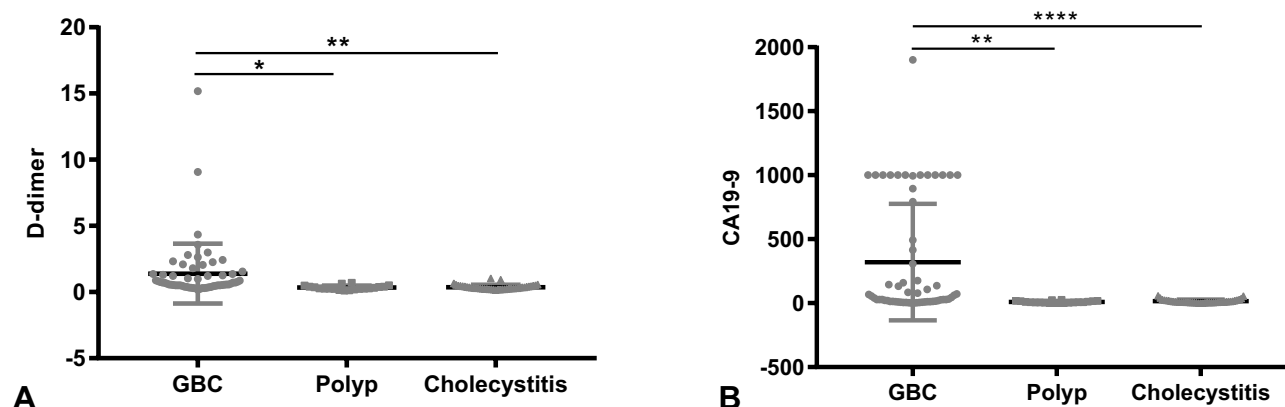 20
15
10
5
0
-5
D-dimer
**
*
GBC
Polyp
Cholecystitis
A
2000
1500
1000
500
0
-500
CA19-9
****
**
GBC
Polyp
Cholecystitis
B